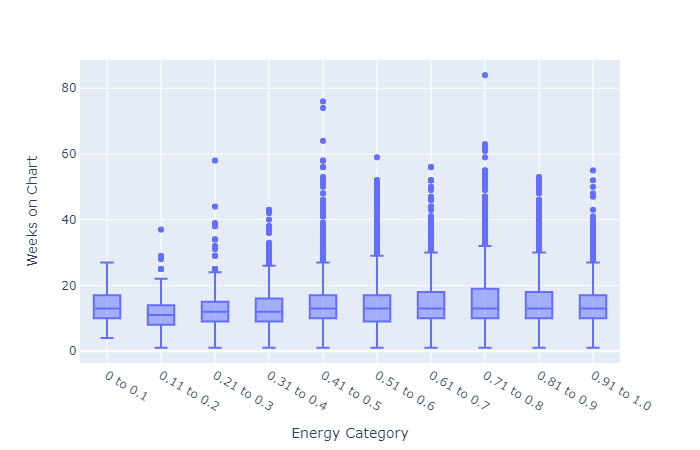 80
60
40
20
0
Weeks on Chart
0 to 0.1
0.11 to 0.2
0.21 to 0.3
0.31 to 0.4
0.41 to 0.5
0.51 to 0.6
0.61 to 0.7
0.71 to 0.8
0.81 to 0.9
0.91 to 1.0
Energy Category